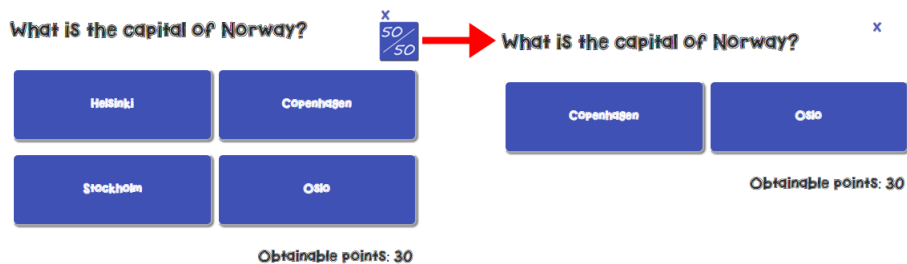 What is the capital of Norway?
x
50/50
Helsinki
Copenhagen
Stockholm
Oslo
Obtainable points: 30
What is the capital of Norway?
x
Copenhagen
Oslo
Obtainable points: 30